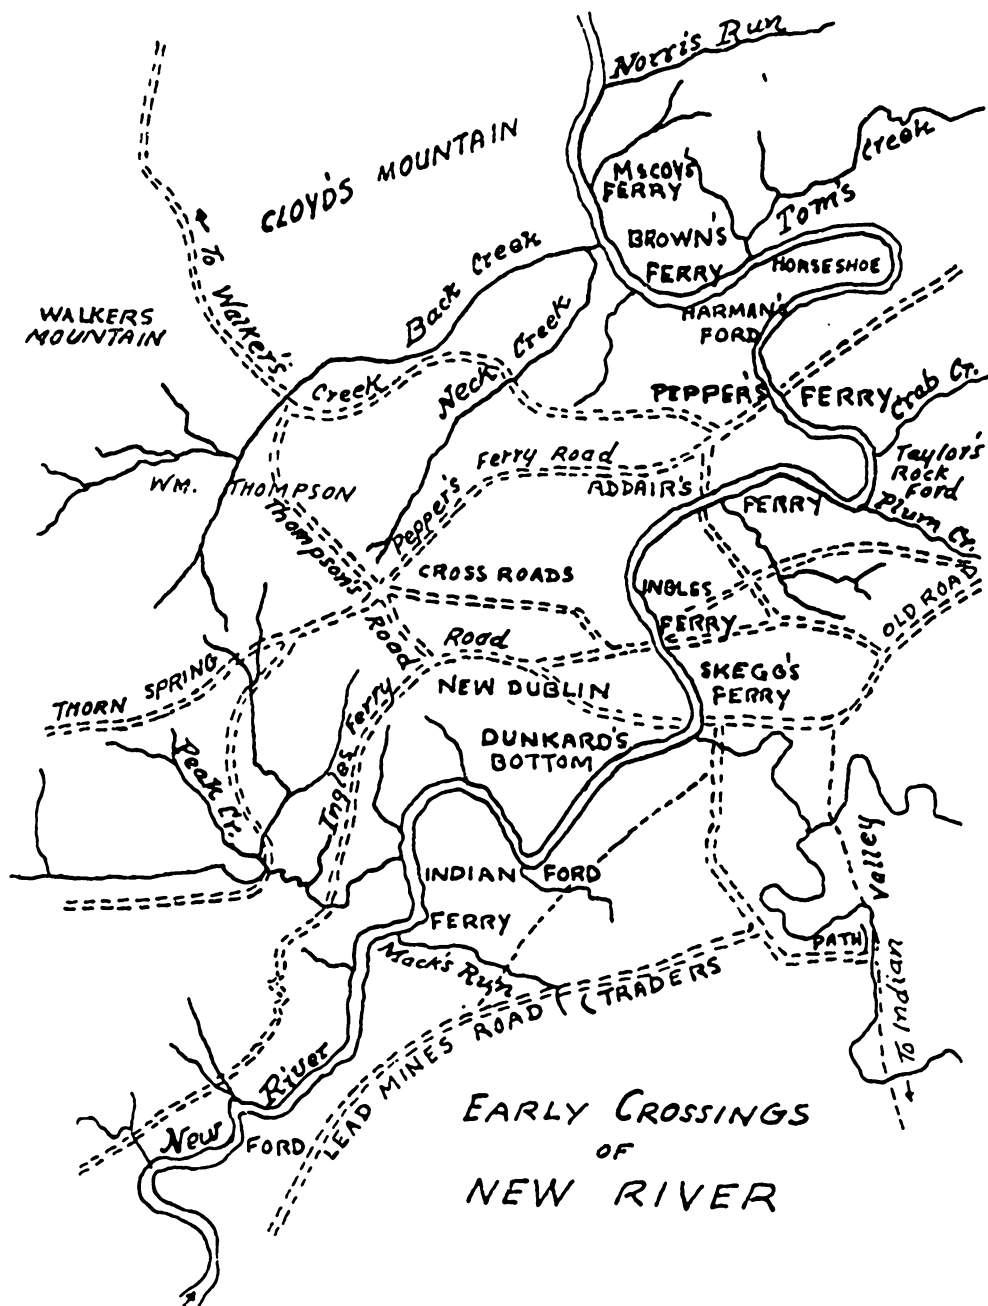 Norris Run
CLOYD'S MOUNTAIN
McCOY'S
FERRY
Creek
Tom's
BROWN'S
FERRY
HORSESHOE
To Walker's
Creek
WALKERS
MOUNTAIN
Back Creek
Neck Creek
HARMAN'S
FORD
PEPPER'S FERRY
Crab Cr.
Taylor's
Rock
Ford
Plum Cr.
WM. THOMPSON
Thompsons
Road
Pepper's Ferry Road
ADDAIR'S FERRY
CROSS ROADS
INGLES
FERRY
OLD ROAD
THORN SPRING
Ingles Ferry Road
NEW DUBLIN
SKEGG'S
FERRY
DUNKARD'S
BOTTOM
Peak Cr.
INDIAN FORD
FERRY
Mack's Run
Valley
PATH
To Indian
LEAD MINES ROAD (TRADERS
New River
FORD
EARLY CROSSINGS
OF
NEW RIVER